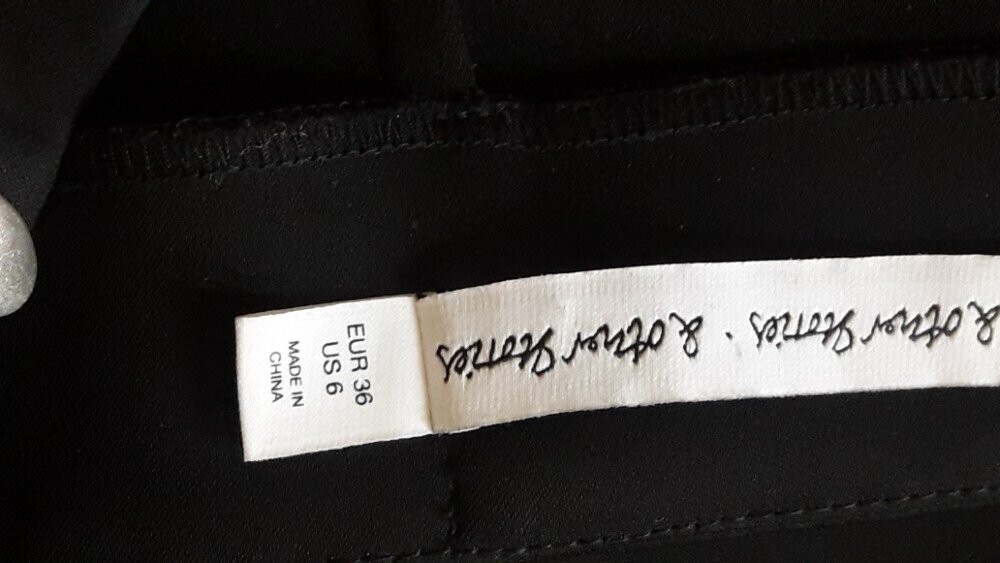 & other Stories · & other Stories
EUR 36
US 6
MADE IN
CHINA